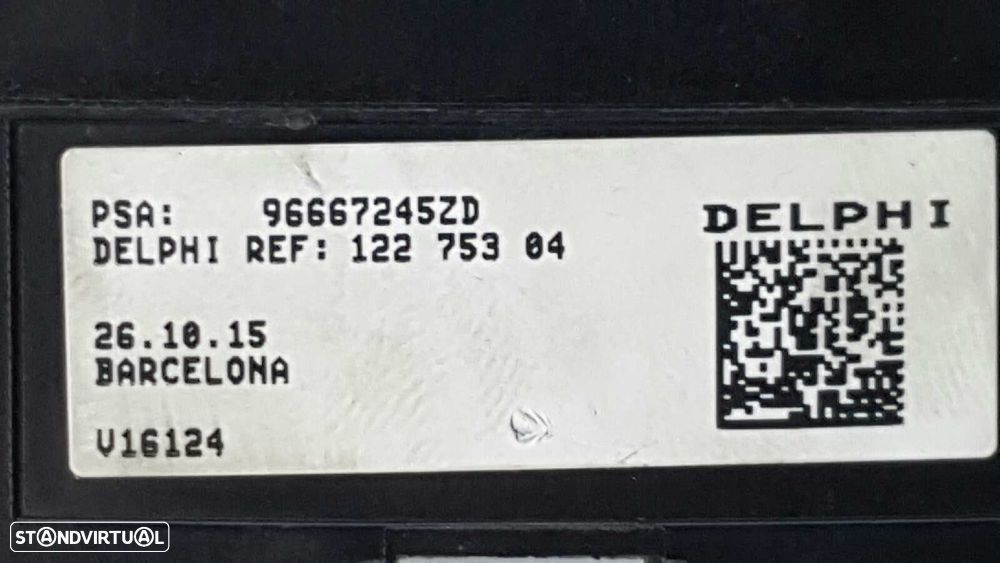 PSA: 96667245ZD
DELPHI REF: 122 753 04
26.10.15
BARCELONA
V16124
DELPHI
STANDVIRTUAL